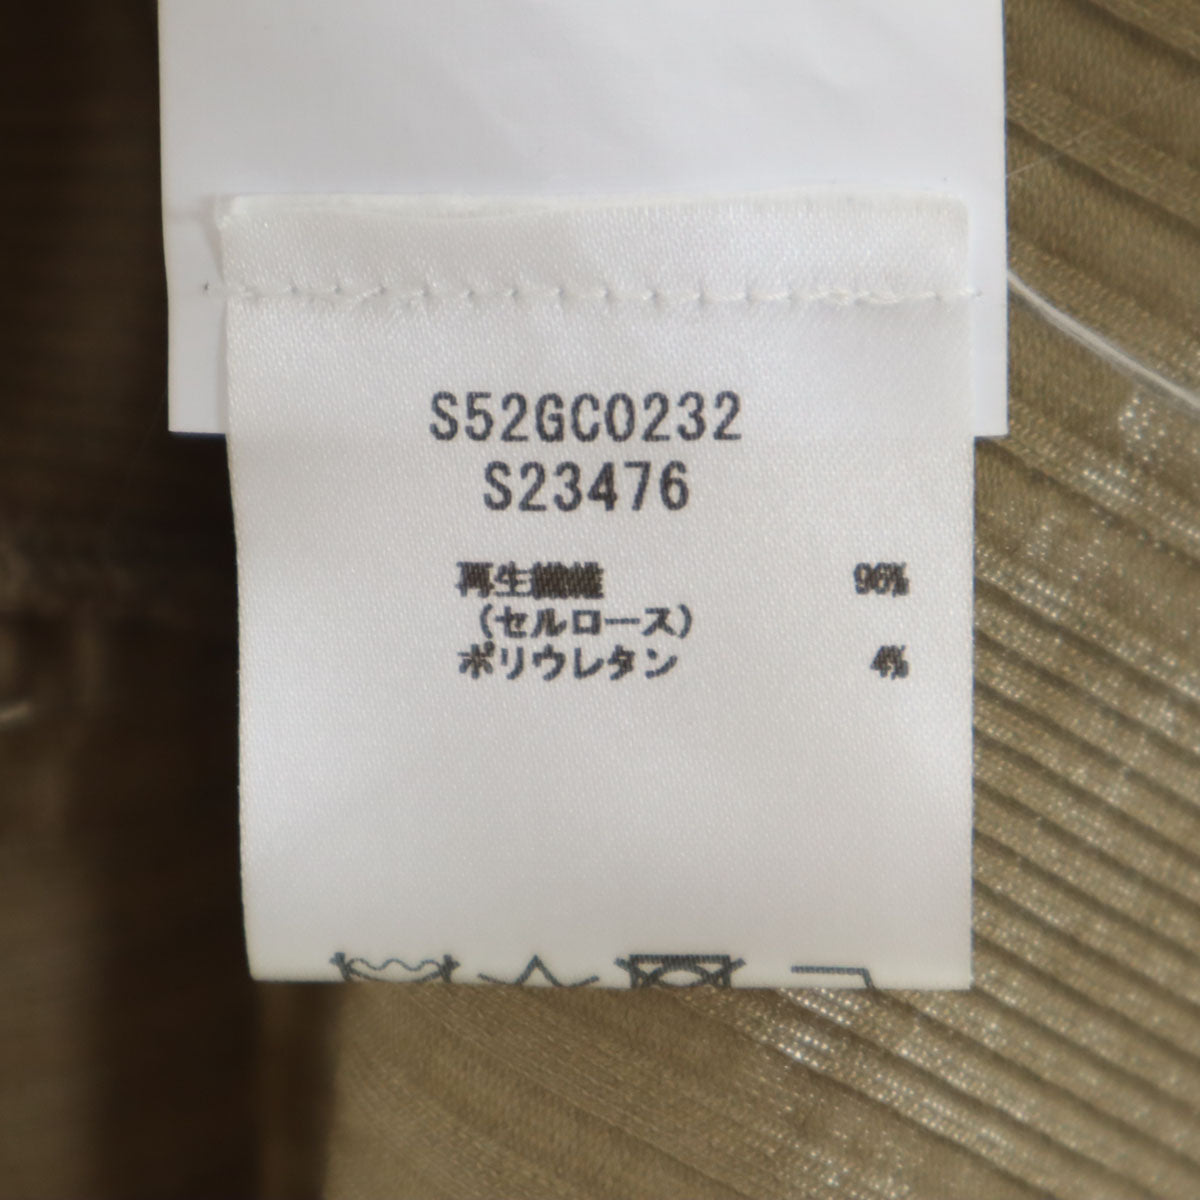 S52GC0232
S23476
再生繊維 96%
(セルロース)
ポリウレタン 4%